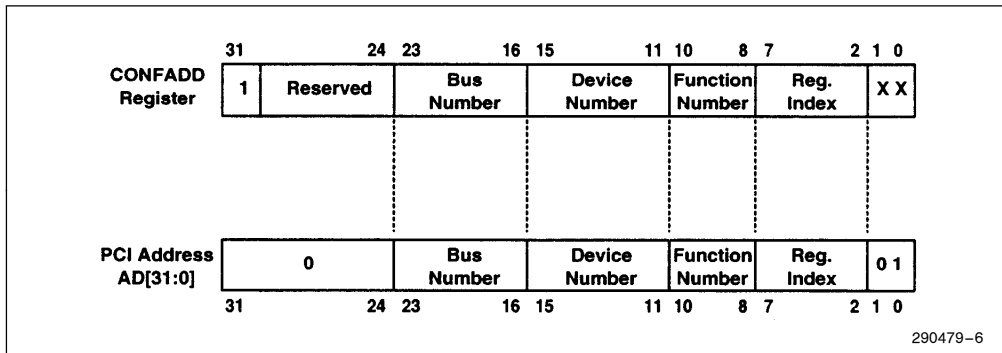 31 24 23 16 15 11 10 8 7 2 1 0
CONFADD
Register
1 Reserved
Bus
Number
Device
Number
Function
Number
Reg.
Index
X X
PCI Address
AD[31:0]
0
Bus
Number
Device
Number
Function
Number
Reg.
Index
0 1
31 24 23 16 15 11 10 8 7 2 1 0
290479–6